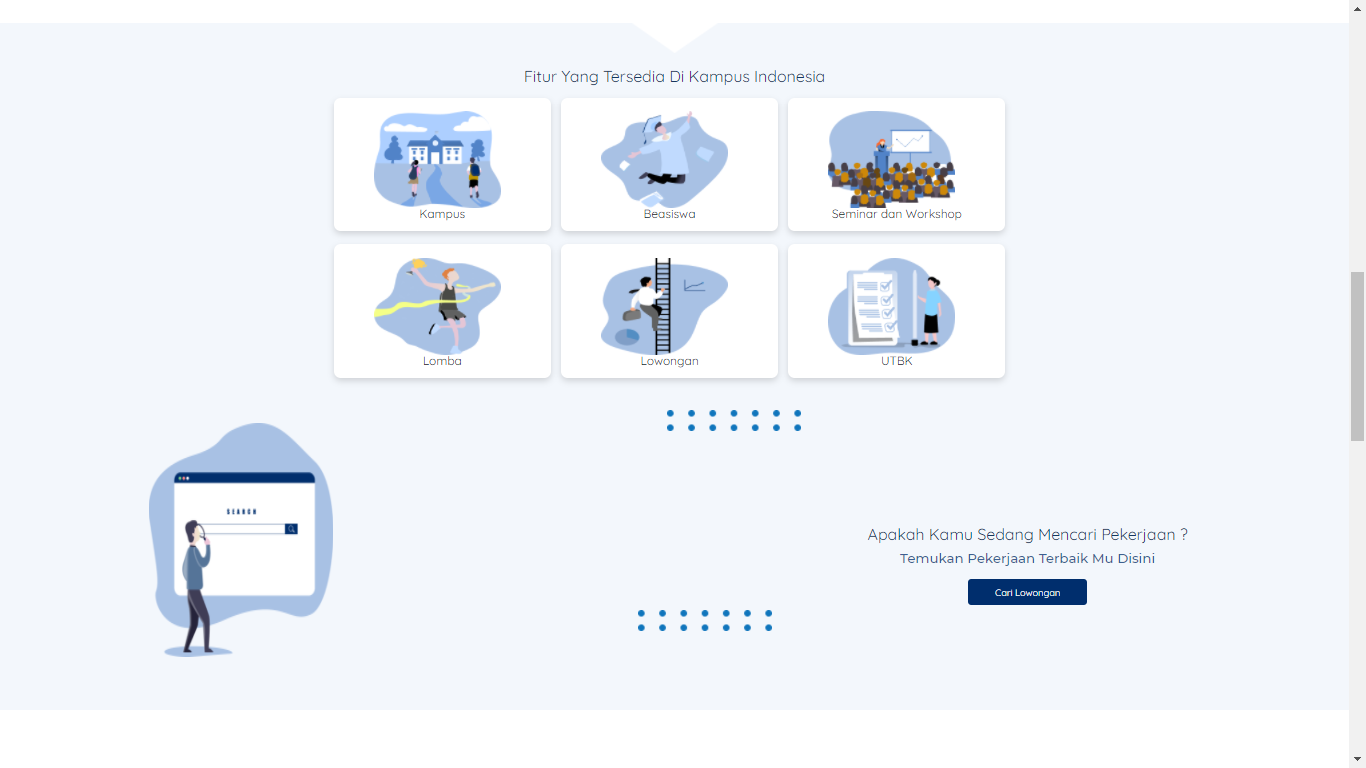 Fitur Yang Tersedia Di Kampus Indonesia
Kampus
Beasiswa
Seminar dan Workshop
Lomba
Lowongan
UTBK
SEARCH
Apakah Kamu Sedang Mencari Pekerjaan ?
Temukan Pekerjaan Terbaik Mu Disini
Cari Lowongan